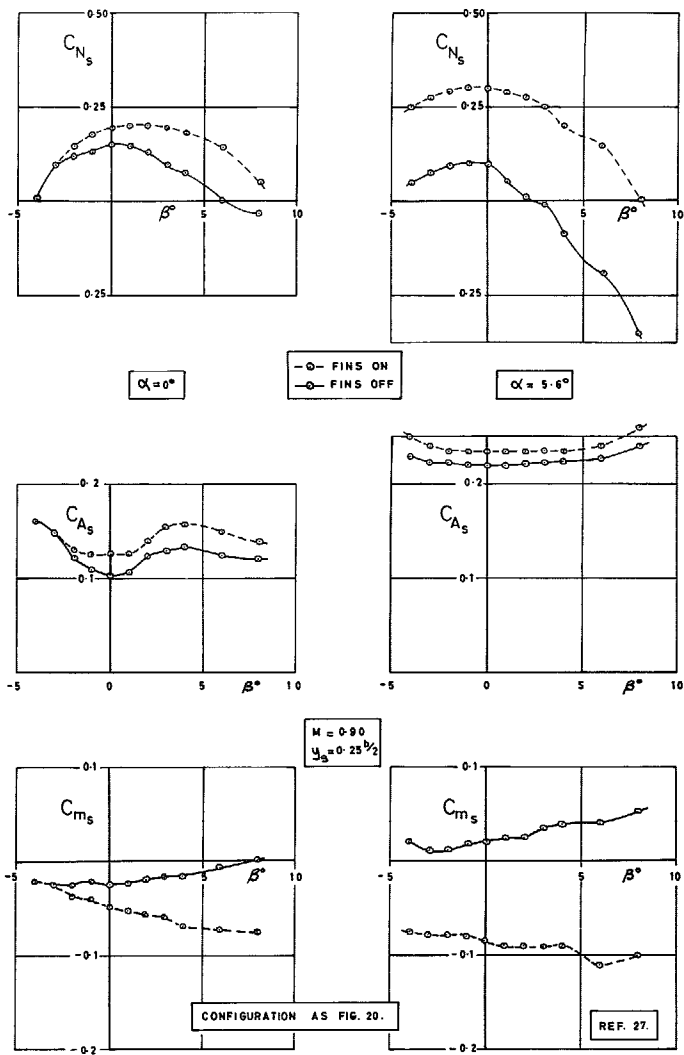 0·50
C_Ns
0·25
-5
β°
5
10
0·25
0·50
C_Ns
0·25
-5
β°
5
10
0·25
α = 0°
FINS ON
FINS OFF
α = 5·6°
0·2
C_As
0·1
-5
0
5
β°
10
0·2
C_As
0·1
-5
0
5
β°
10
M = 0·90
y_s = 0·25 b/2
0·1
C_ms
-5
5
β°
10
-0·1
-0·2
0·1
C_ms
-5
5
β°
10
-0·1
-0·2
CONFIGURATION AS FIG. 20.
REF. 27.